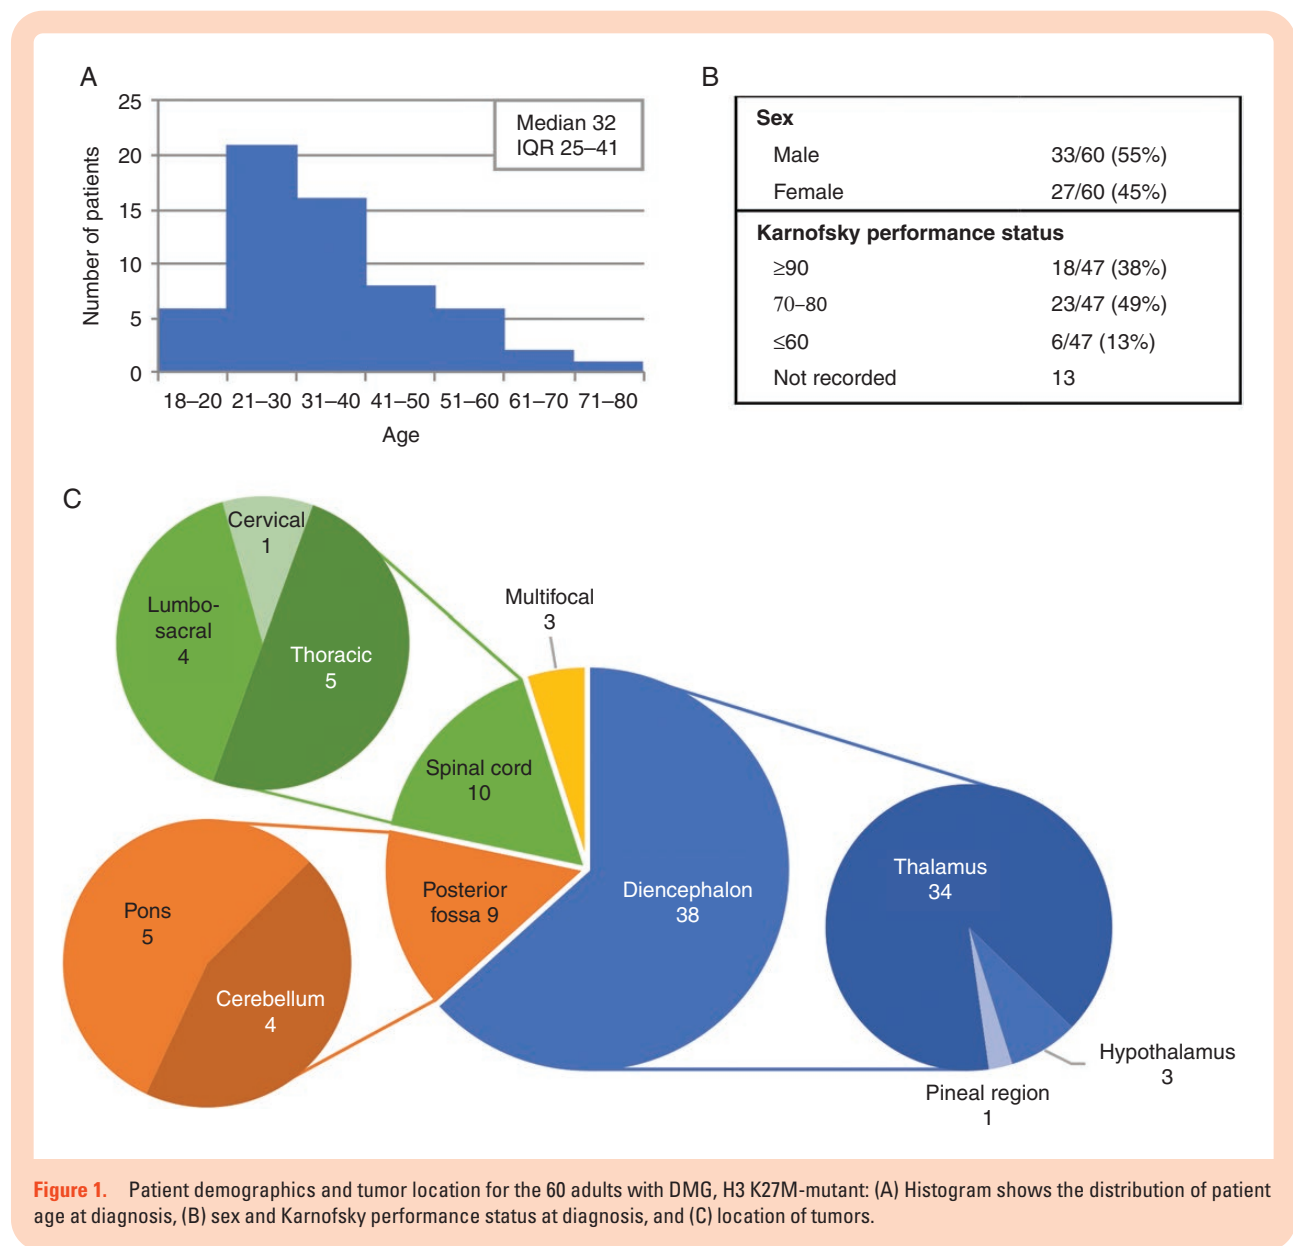 A
25
20
15
10
5
0
Number of patients
Median 32
IQR 25–41
18–20 21–30 31–40 41–50 51–60 61–70 71–80
Age
B
Sex
Male 33/60 (55%)
Female 27/60 (45%)
Karnofsky performance status
≥90 18/47 (38%)
70–80 23/47 (49%)
≤60 6/47 (13%)
Not recorded 13
C
Cervical
1
Lumbo-
sacral
4
Thoracic
5
Multifocal
3
Spinal cord
10
Posterior
fossa 9
Diencephalon
38
Pons
5
Cerebellum
4
Thalamus
34
Hypothalamus
3
Pineal region
1
Figure 1. Patient demographics and tumor location for the 60 adults with DMG, H3 K27M-mutant: (A) Histogram shows the distribution of patient
age at diagnosis, (B) sex and Karnofsky performance status at diagnosis, and (C) location of tumors.